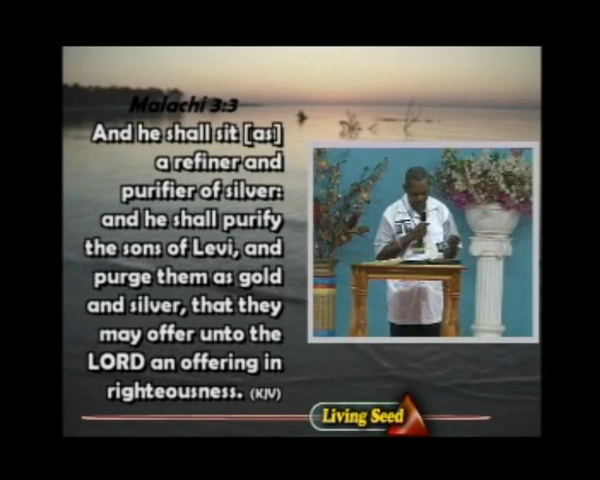 Malachi 3:3
And he shall sit [as]
a refiner and
purifier of silver:
and he shall purify
the sons of Levi, and
purge them as gold
and silver, that they
may offer unto the
LORD an offering in
righteousness. (KJV)
Living Seed